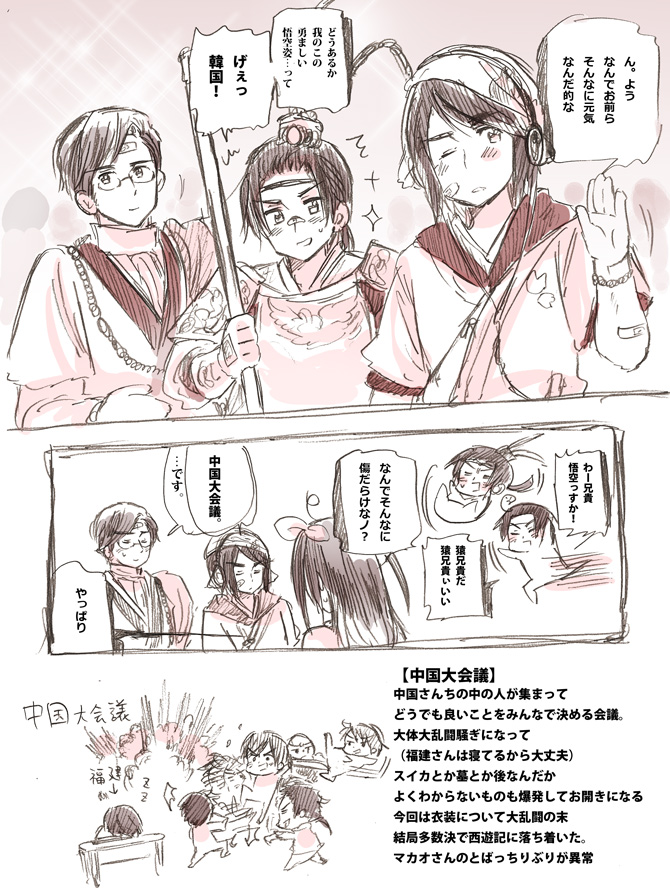 ん。よう
なんでお前ら
そんなに元気
なんだ的な
どうあるか
我のこの
勇ましい
悟空姿…って
げぇっ
韓国！
わー兄貴
悟空っすか！
猿兄貴だ
猿兄貴ぃいい
なんでそんなに
傷だらけなノ？
中国大会議。
…です。
やっぱり
【中国大会議】
中国さんちの中の人が集まって
どうでも良いことをみんなで決める会議。
大体大乱闘騒ぎになって
（福建さんは寝てるから大丈夫）
スイカとか墓とか後なんだか
よくわからないものも爆発してお開きになる
今回は衣装について大乱闘の末
結局多数決で西遊記に落ち着いた。
マカオさんのとばっちりぶりが異常
中国大会議
福建
zz